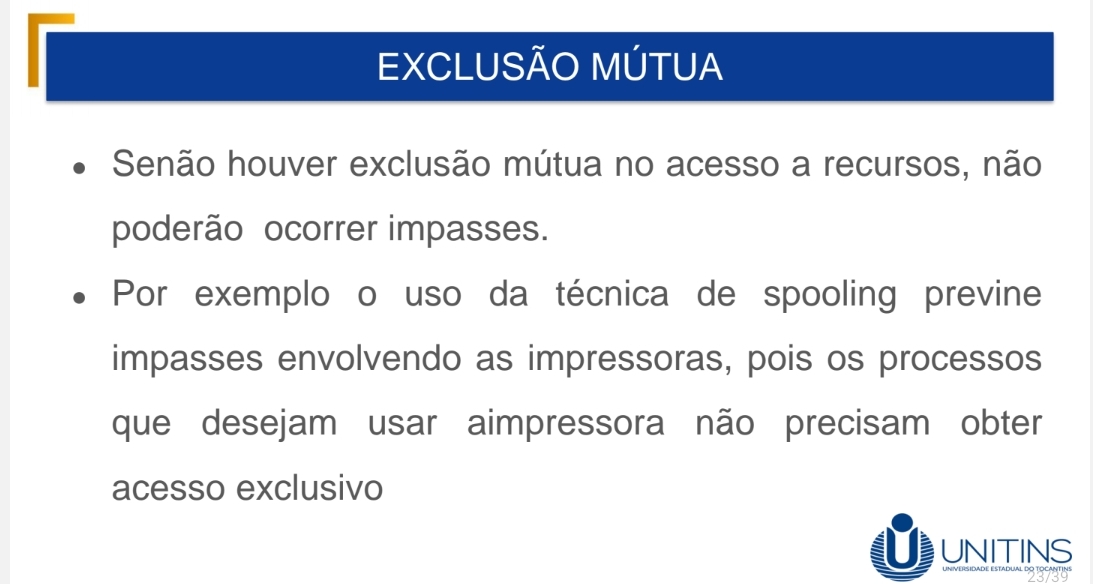 EXCLUSÃO MÚTUA
● Senão houver exclusão mútua no acesso a recursos, não
poderão ocorrer impasses.
● Por exemplo o uso da técnica de spooling previne
impasses envolvendo as impressoras, pois os processos
que desejam usar aimpressora não precisam obter
acesso exclusivo
UNITINS
UNIVERSIDADE ESTADUAL DO TOCANTINS
23/39